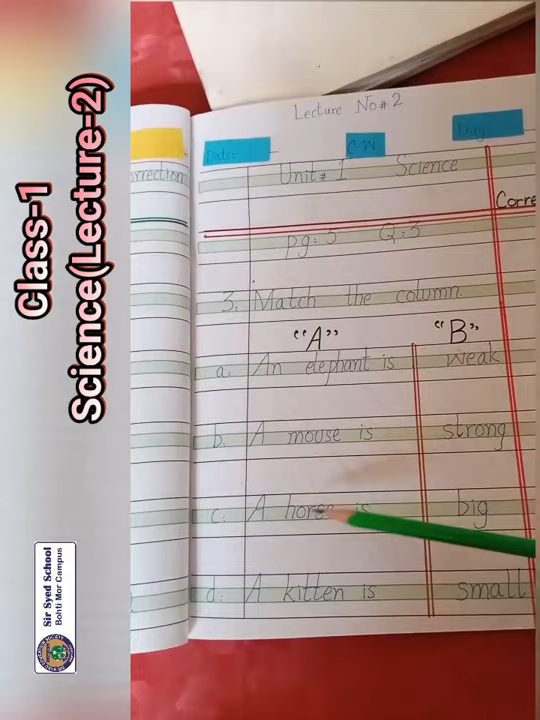 Class-1
Science(Lecture-2)
Sir Syed School
Bohti Mor Campus
Lecture No#2
Date:
C.W
Day
orrection
Unit#1 Science
Corre
pg:5 Q:3
3. Match the column.
"A" "B"
a. An elephant is weak
b. A mouse is strong
c. A horse is big
d. A kitten is small